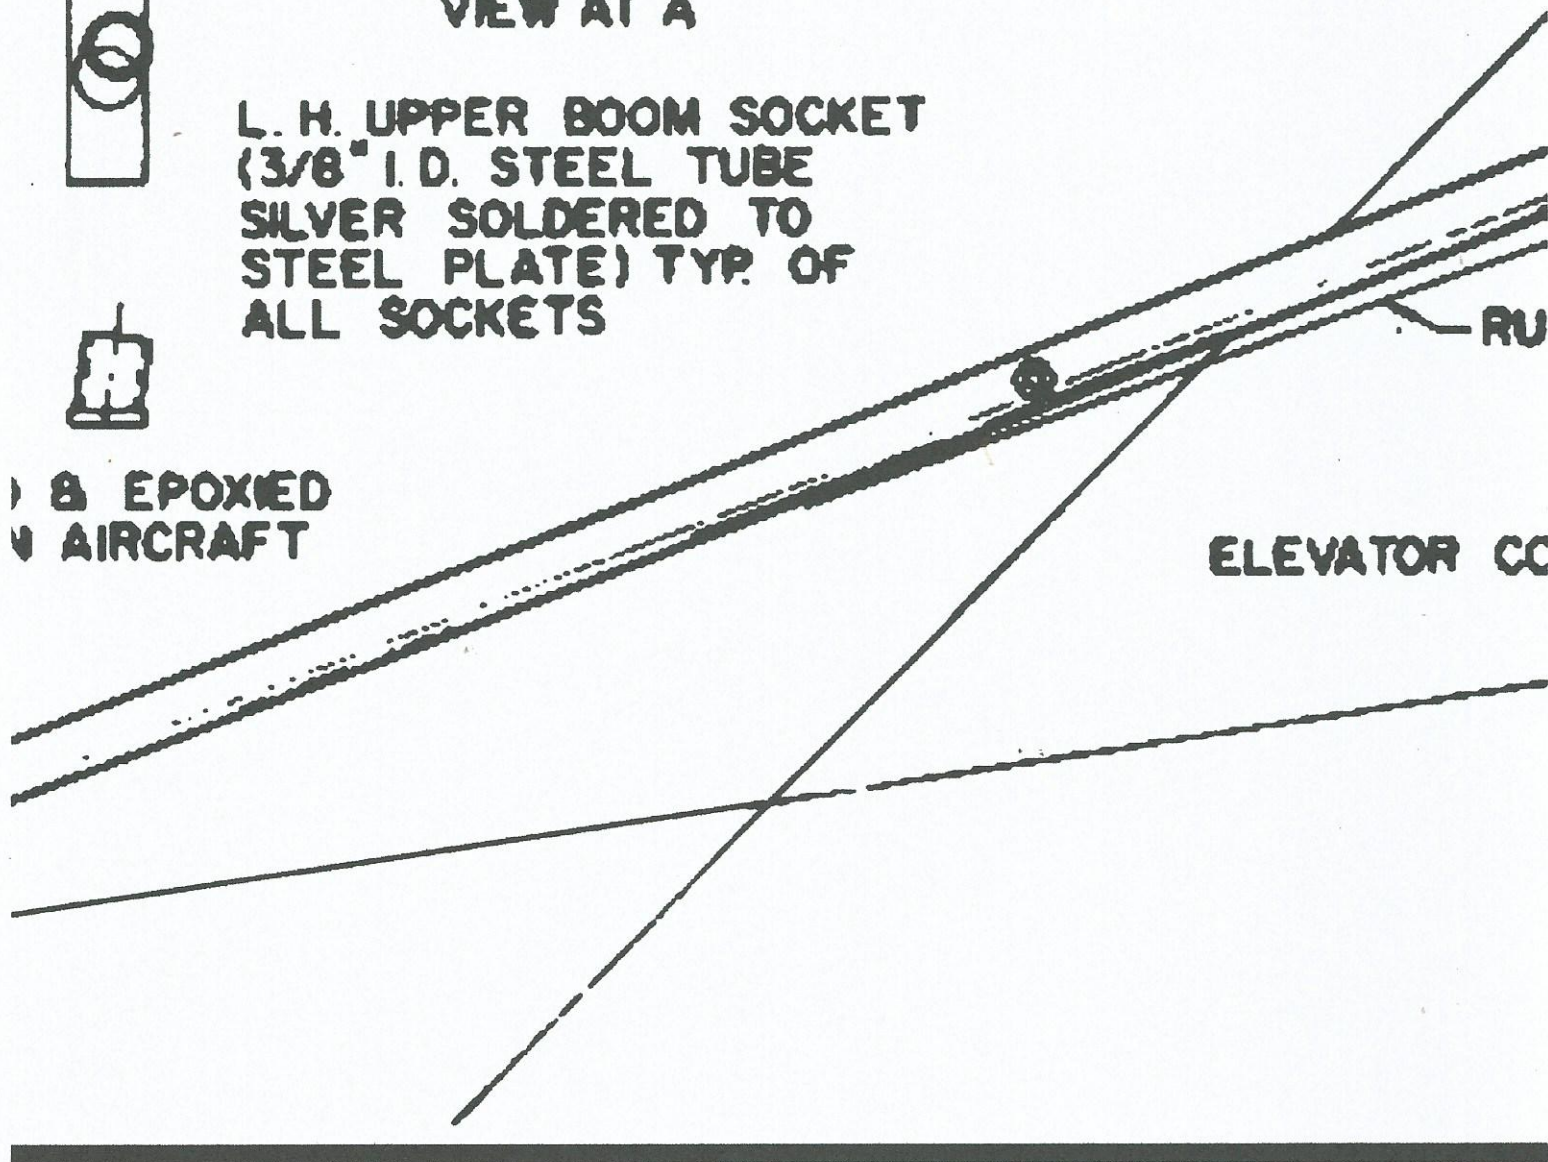 VIEW AT A
L. H. UPPER BOOM SOCKET
(3/8" I.D. STEEL TUBE
SILVER SOLDERED TO
STEEL PLATE) TYP. OF
ALL SOCKETS
RU
& EPOXIED
AIRCRAFT
ELEVATOR CO